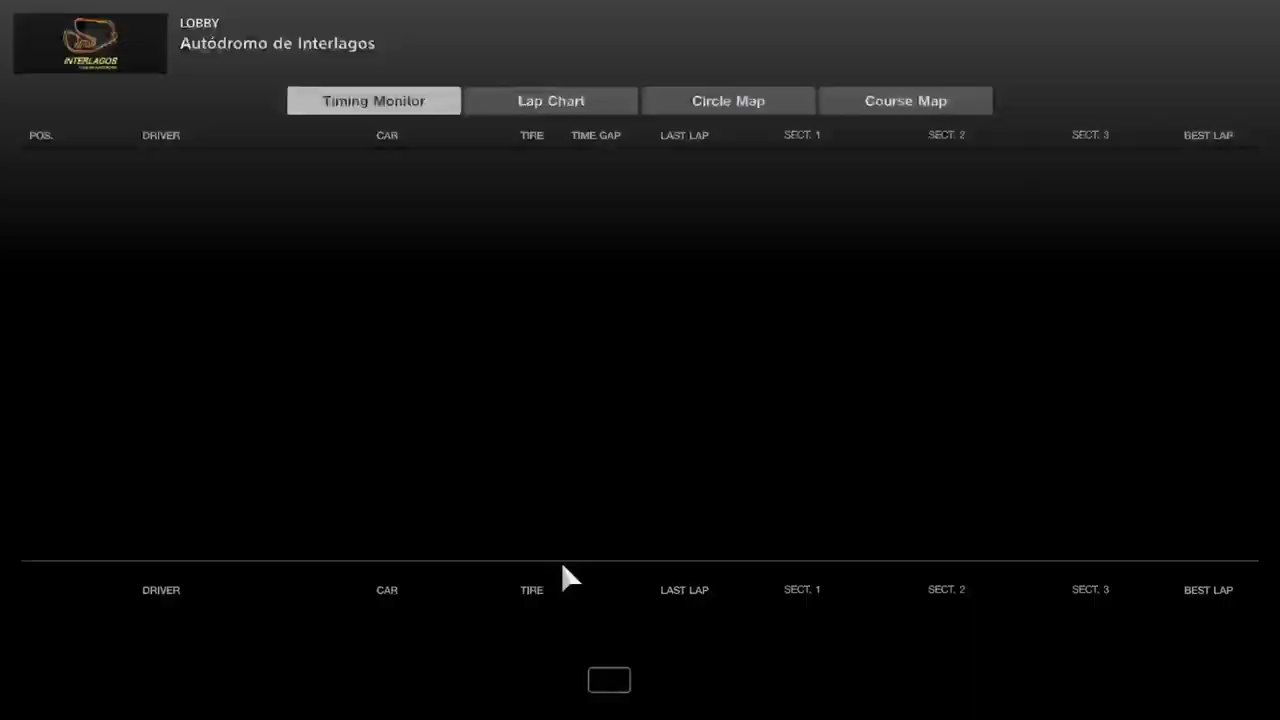 LOBBY
Autódromo de Interlagos
INTERLAGOS
Timing Monitor Lap Chart Circle Map Course Map
POS. DRIVER CAR TIRE TIME GAP LAST LAP SECT. 1 SECT. 2 SECT. 3 BEST LAP
DRIVER CAR TIRE LAST LAP SECT. 1 SECT. 2 SECT. 3 BEST LAP